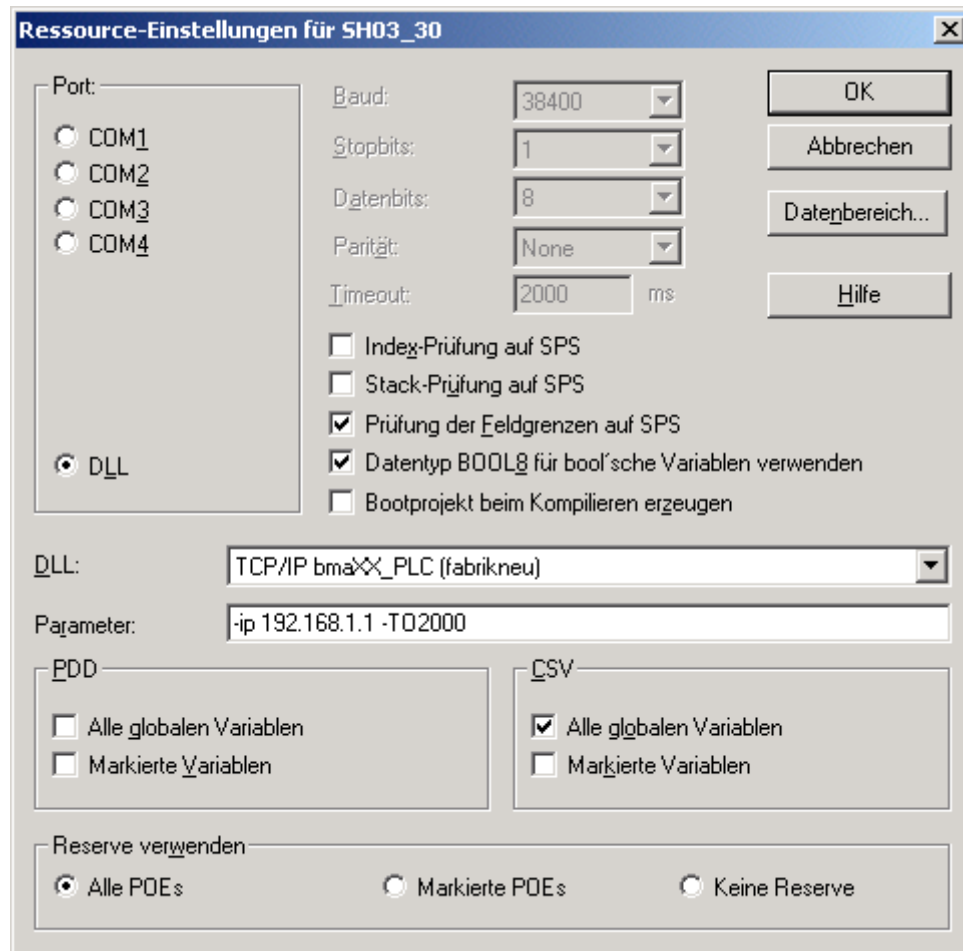 Ressource-Einstellungen für SH03_30
Port:
COM1
COM2
COM3
COM4
DLL
Baud:
38400
Stopbits:
1
Datenbits:
8
Parität:
None
Timeout:
2000 ms
OK
Abbrechen
Datenbereich...
Hilfe
Index-Prüfung auf SPS
Stack-Prüfung auf SPS
Prüfung der Feldgrenzen auf SPS
Datentyp BOOL8 für bool´sche Variablen verwenden
Bootprojekt beim Kompilieren erzeugen
DLL: TCP/IP bmaXX_PLC (fabrikneu)
Parameter: -ip 192.168.1.1 -TO2000
PDD
Alle globalen Variablen
Markierte Variablen
CSV
Alle globalen Variablen
Markierte Variablen
Reserve verwenden
Alle POEs Markierte POEs Keine Reserve